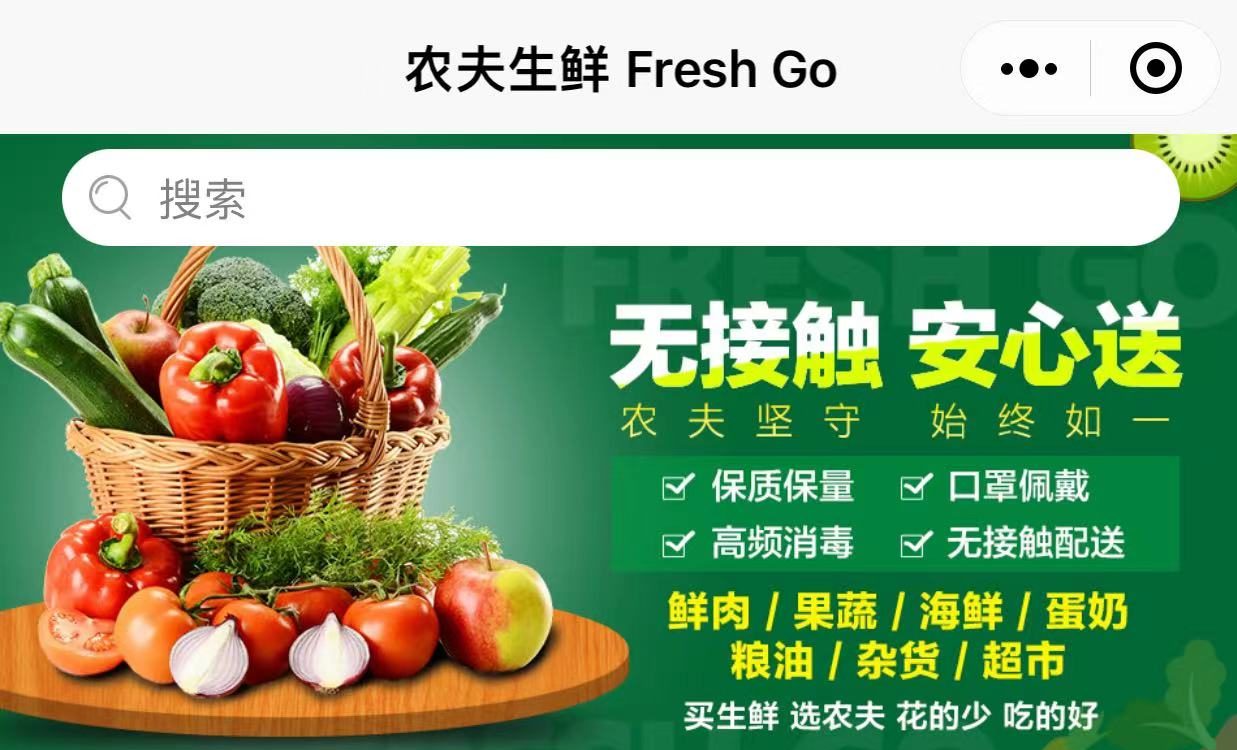 农夫生鲜 Fresh Go
搜索
FRESH GO
无接触 安心送
农夫坚守 始终如一
保质保量 口罩佩戴
高频消毒 无接触配送
鲜肉 / 果蔬 / 海鲜 / 蛋奶
粮油 / 杂货 / 超市
买生鲜 选农夫 花的少 吃的好